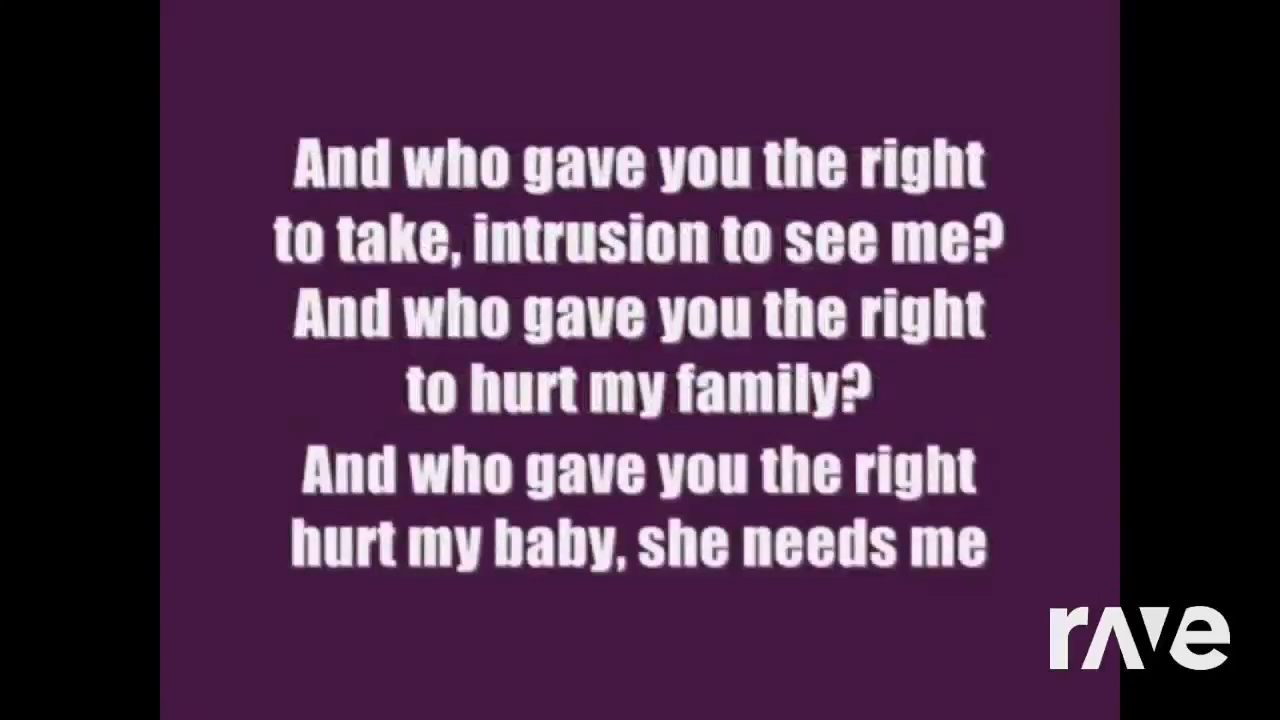 And who gave you the right
to take, intrusion to see me?
And who gave you the right
to hurt my family?
And who gave you the right
hurt my baby, she needs me
rave